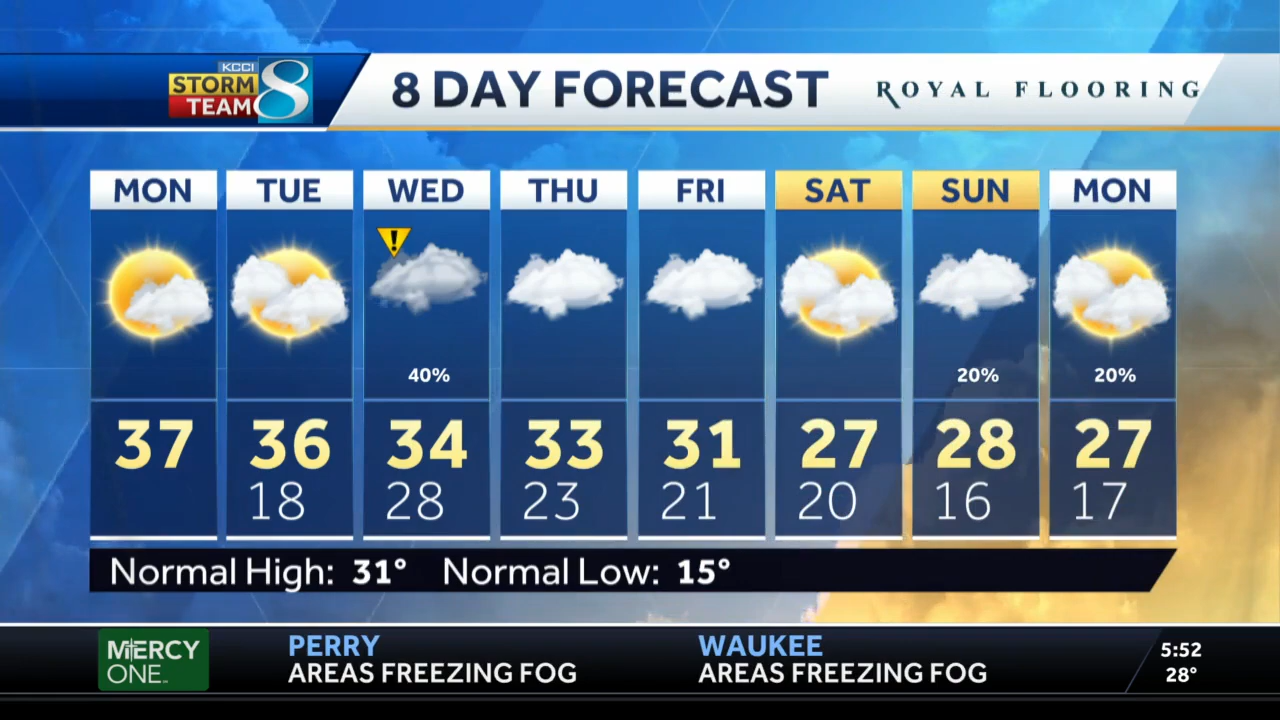 KCCI
STORM
TEAM 8
8 DAY FORECAST
ROYAL FLOORING
MON TUE WED THU FRI SAT SUN MON
!
40% 20% 20%
37 36 34 33 31 27 28 27
18 28 23 21 20 16 17
Normal High: 31° Normal Low: 15°
MERCY
ONE
PERRY
AREAS FREEZING FOG
WAUKEE
AREAS FREEZING FOG
5:52
28°